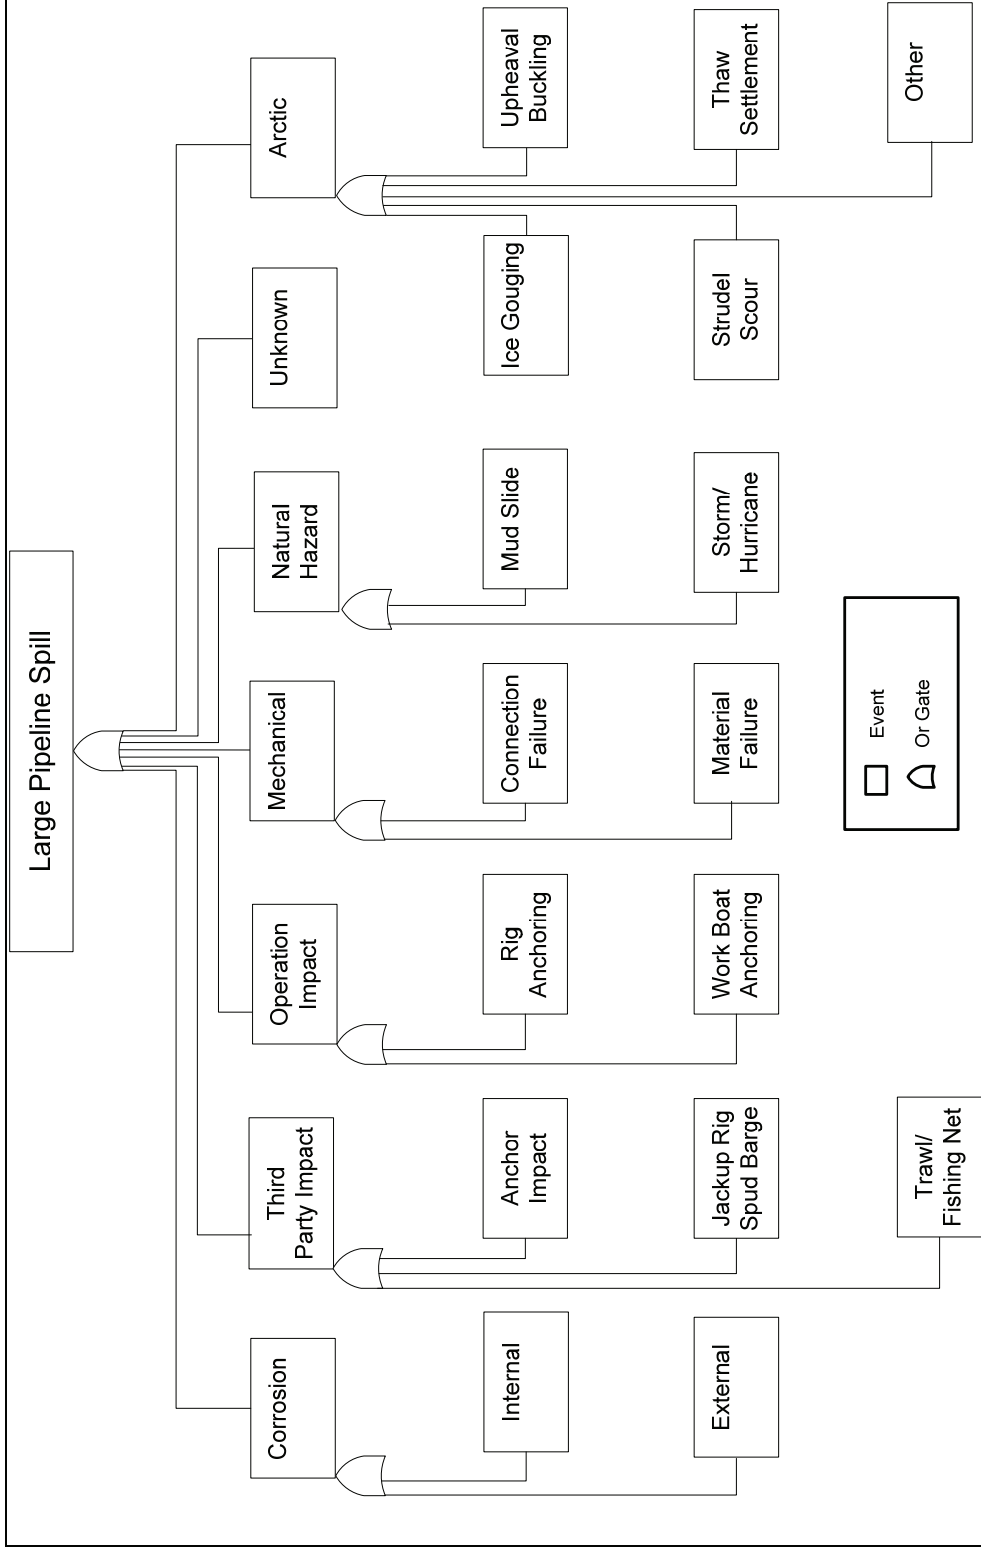 Large Pipeline Spill
Corrosion
Third
Party Impact
Operation
Impact
Mechanical
Natural
Hazard
Unknown
Arctic
Internal
Anchor
Impact
Rig
Anchoring
Connection
Failure
Mud Slide
Ice Gouging
Upheaval
Buckling
External
Jackup Rig
Spud Barge
Work Boat
Anchoring
Material
Failure
Storm/
Hurricane
Strudel
Scour
Thaw
Settlement
Trawl/
Fishing Net
Other
Event
Or Gate